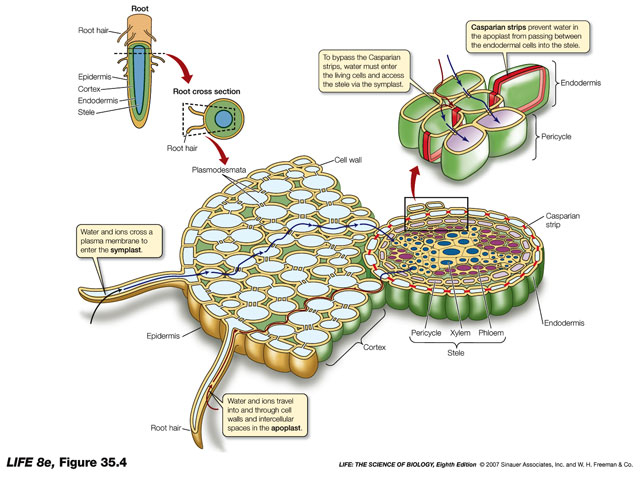 Root
Root hair
Epidermis
Cortex
Endodermis
Stele
Root cross section
Root hair
Casparian strips prevent water in
the apoplast from passing between
the endodermal cells into the stele.
To bypass the Casparian
strips, water must enter
the living cells and access
the stele via the symplast.
Endodermis
Pericycle
Plasmodesmata
Cell wall
Water and ions cross a
plasma membrane to
enter the symplast.
Casparian
strip
Epidermis
Cortex
Pericycle Xylem Phloem
Stele
Endodermis
Water and ions travel
into and through cell
walls and intercellular
spaces in the apoplast.
Root hair
LIFE 8e, Figure 35.4
LIFE: THE SCIENCE OF BIOLOGY, Eighth Edition © 2007 Sinauer Associates, Inc. and W. H. Freeman & Co.